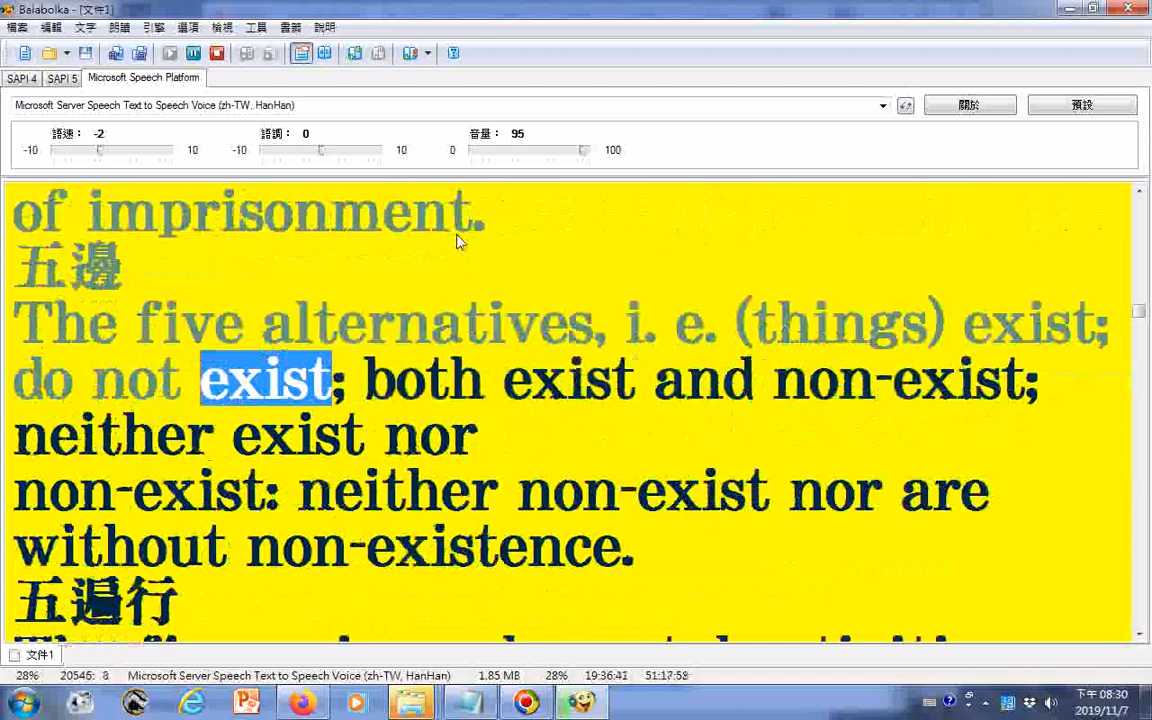 Balabolka - [文件1]
檔案 編輯 文字 朗讀 引擎 選項 檢視 工具 書籤 說明
SAPI 4 SAPI 5 Microsoft Speech Platform
Microsoft Server Speech Text to Speech Voice (zh-TW, HanHan) 關於 預設
語速： -2 語調： 0 音量： 95
-10 10 -10 10 0 100
of imprisonment.
五邊
The five alternatives, i. e. (things) exist;
do not exist; both exist and non-exist;
neither exist nor
non-exist: neither non-exist nor are
without non-existence.
五遍行
文件1
28% 20545: 8 Microsoft Server Speech Text to Speech Voice (zh-TW, HanHan) 1.85 MB 28% 19:36:41 51:17:58
下午 08:30
2019/11/7